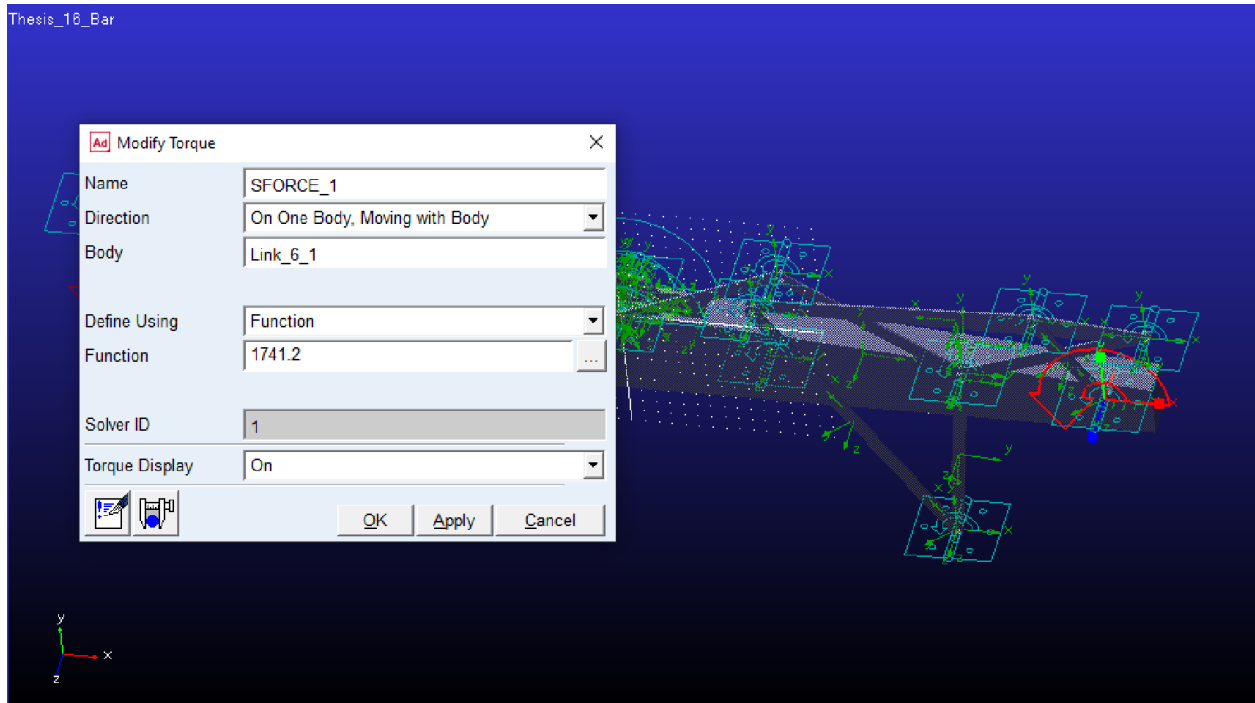 Thesis_16_Bar
Ad Modify Torque
Name SFORCE_1
Direction On One Body, Moving with Body
Body Link_6_1
Define Using Function
Function 1741.2 ...
Solver ID 1
Torque Display On
OK Apply Cancel
y
x
z